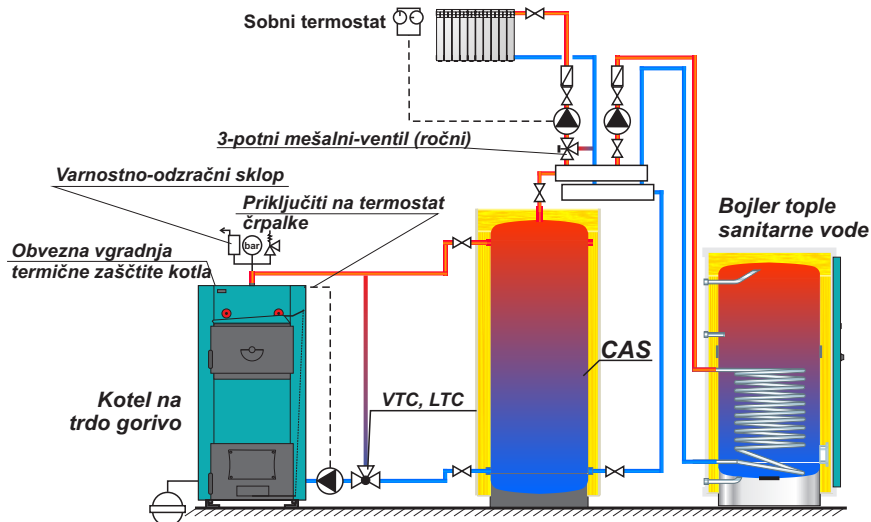 Sobni termostat
3-potni mešalni-ventil (ročni)
Varnostno-odzračni sklop
Priključiti na termostat
črpalke
Obvezna vgradnja
termične zaščitite kotla
bar
Bojler tople
sanitarne vode
CAS
Kotel na
trdo gorivo
VTC, LTC